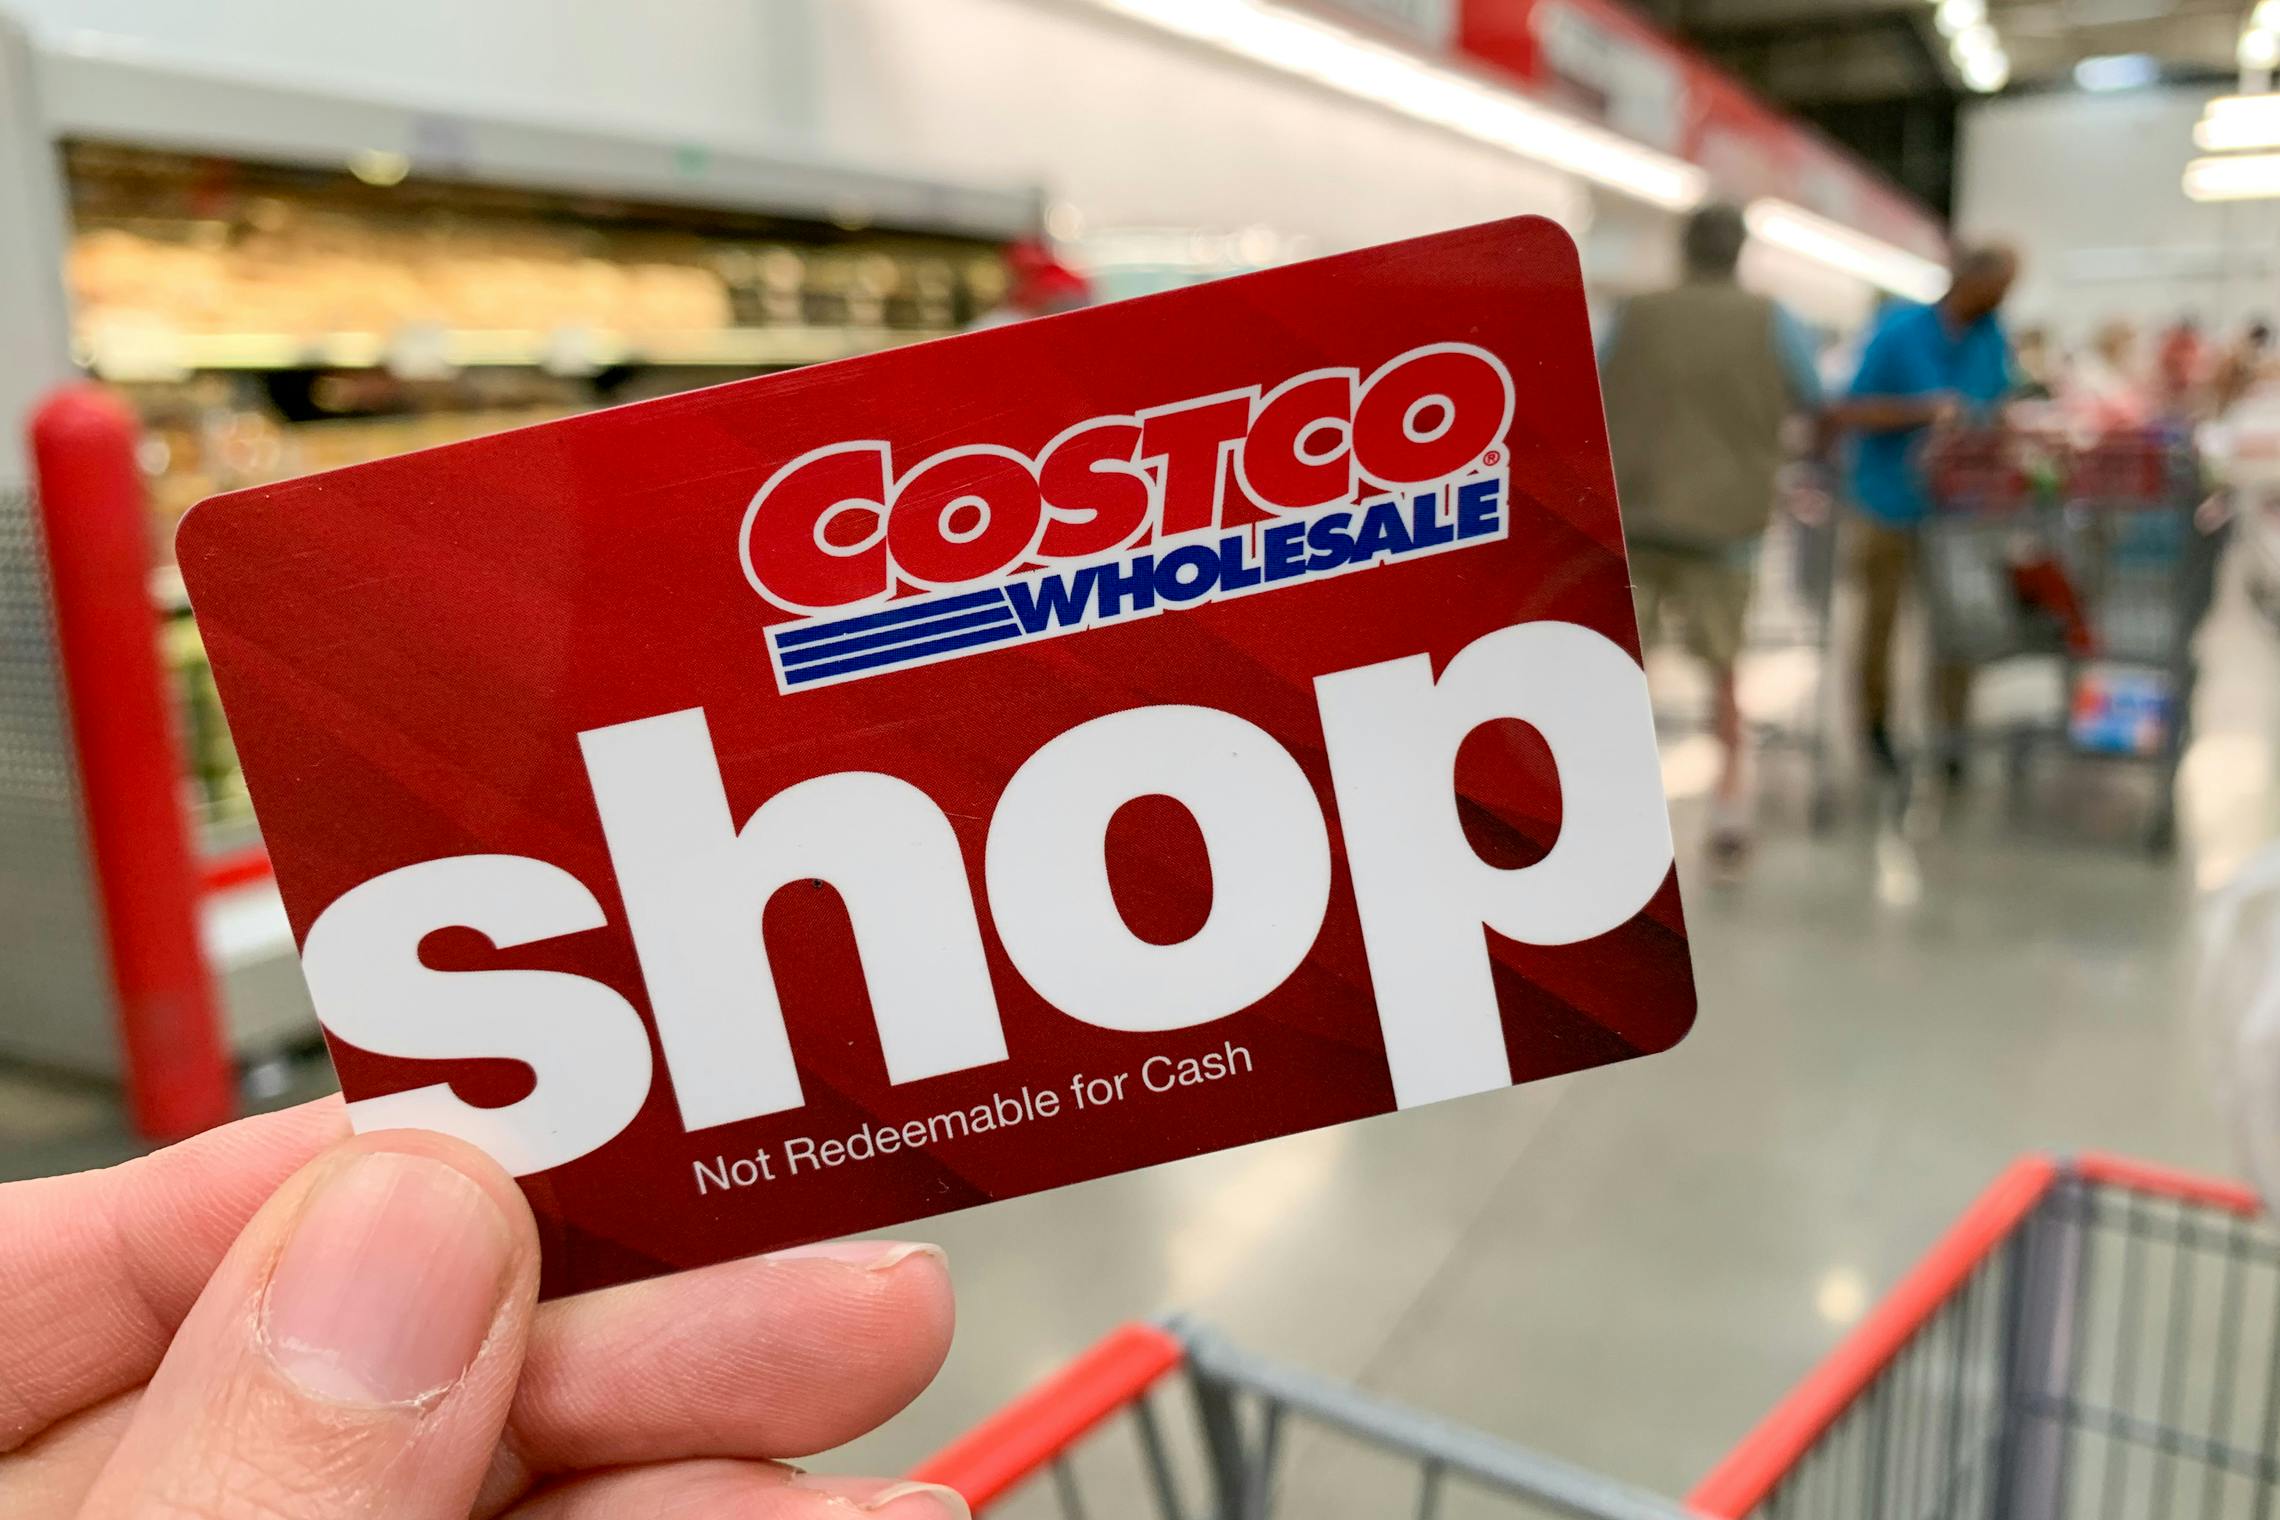 COSTCO®
WHOLESALE
shop
Not Redeemable for Cash